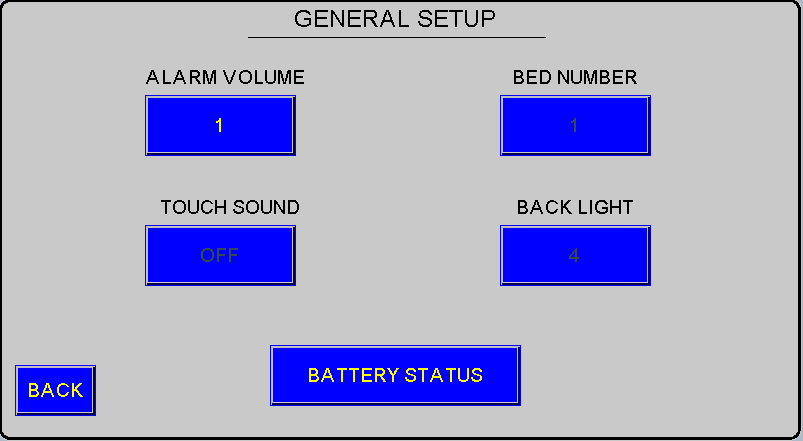 GENERAL SETUP
ALARM VOLUME
BED NUMBER
1
1
TOUCH SOUND
BACK LIGHT
OFF
4
BATTERY STATUS
BACK